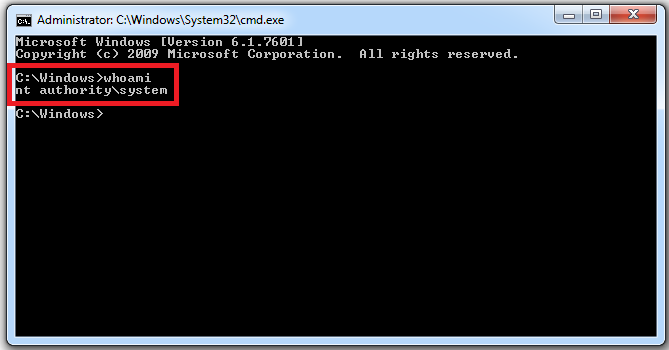 Administrator: C:\Windows\System32\cmd.exe
Microsoft Windows [Version 6.1.7601]
Copyright (c) 2009 Microsoft Corporation.  All rights reserved.
C:\Windows>whoami
nt authority\system
C:\Windows>